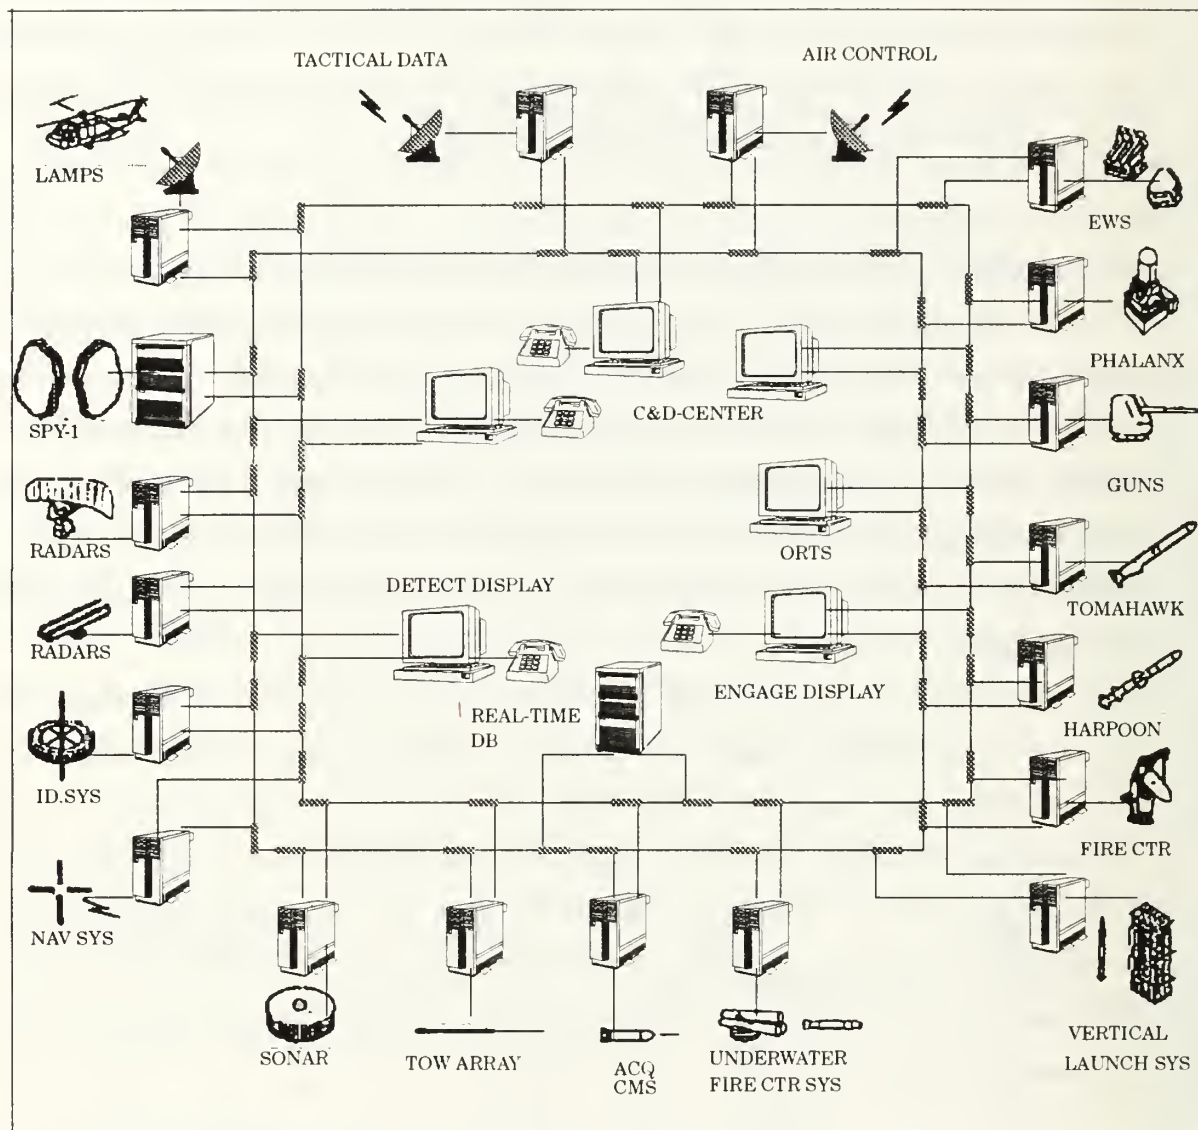 TACTICAL DATA
AIR CONTROL
LAMPS
EWS
PHALANX
SPY-1
C&D-CENTER
GUNS
RADARS
ORTS
DETECT DISPLAY
TOMAHAWK
RADARS
ENGAGE DISPLAY
REAL-TIME
DB
HARPOON
ID.SYS
FIRE CTR
NAV SYS
SONAR
TOW ARRAY
ACQ
CMS
UNDERWATER
FIRE CTR SYS
VERTICAL
LAUNCH SYS